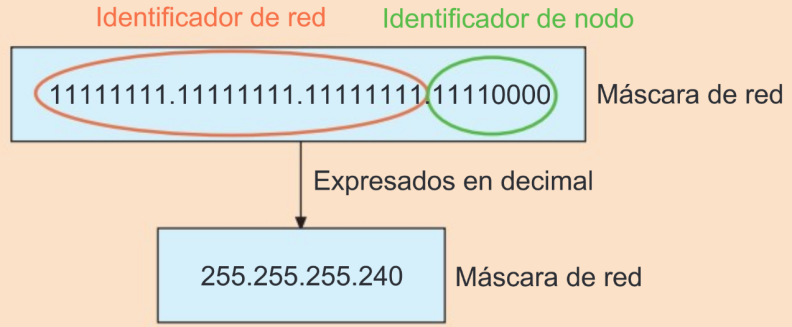 Identificador de red
Identificador de nodo
11111111.11111111.11111111.11110000
Máscara de red
Expresados en decimal
255.255.255.240
Máscara de red